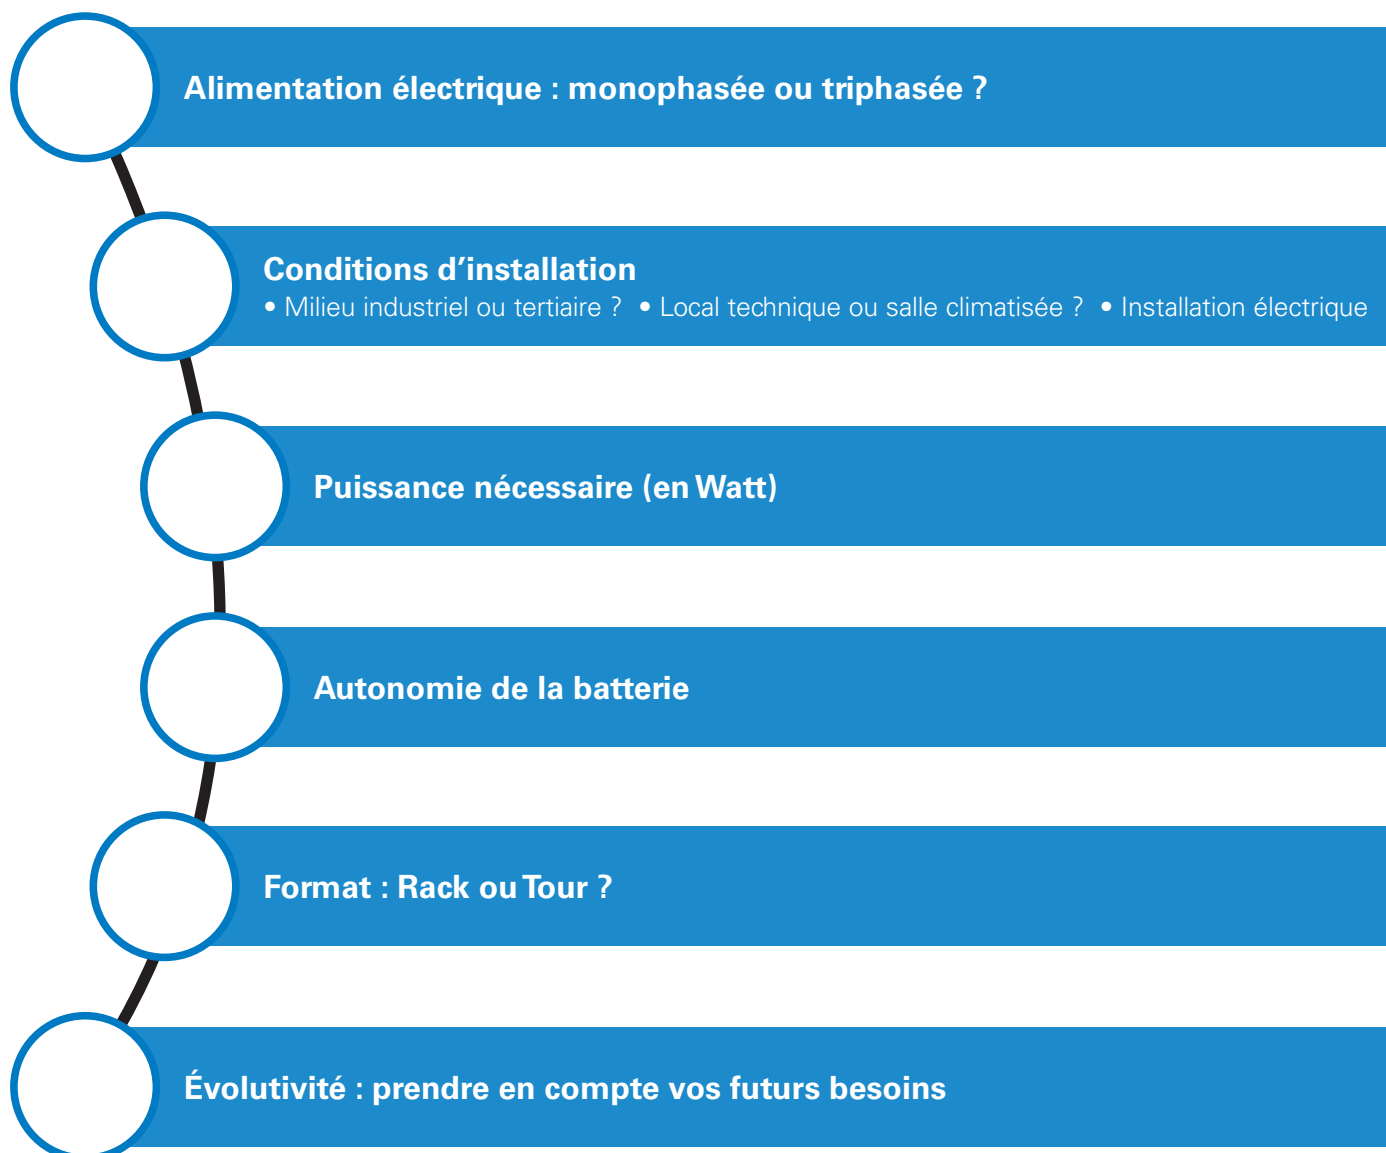 Alimentation électrique : monophasée ou triphasée ?
Conditions d’installation
• Milieu industriel ou tertiaire ? • Local technique ou salle climatisée ? • Installation électrique
Puissance nécessaire (en Watt)
Autonomie de la batterie
Format : Rack ou Tour ?
Évolutivité : prendre en compte vos futurs besoins